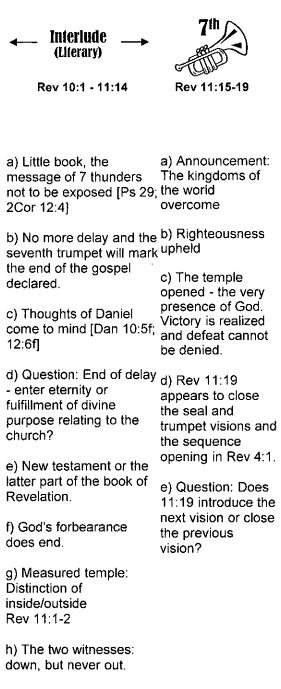 Interlude
(Literary)
Rev 10:1 - 11:14
a) Little book, the
message of 7 thunders
not to be exposed [Ps 29;
2Cor 12:4]
b) No more delay and the
seventh trumpet will mark
the end of the gospel
declared.
c) Thoughts of Daniel
come to mind [Dan 10:5f;
12:6f]
d) Question: End of delay
- enter eternity or
fulfillment of divine
purpose relating to the
church?
e) New testament or the
latter part of the book of
Revelation.
f) God's forbearance
does end.
g) Measured temple:
Distinction of
inside/outside
Rev 11:1-2
h) The two witnesses:
down, but never out.
7th
Rev 11:15-19
a) Announcement:
The kingdoms of
the world
overcome
b) Righteousness
upheld
c) The temple
opened - the very
presence of God.
Victory is realized
and defeat cannot
be denied.
d) Rev 11:19
appears to close
the seal and
trumpet visions and
the sequence
opening in Rev 4:1.
e) Question: Does
11:19 introduce the
next vision or close
the previous
vision?